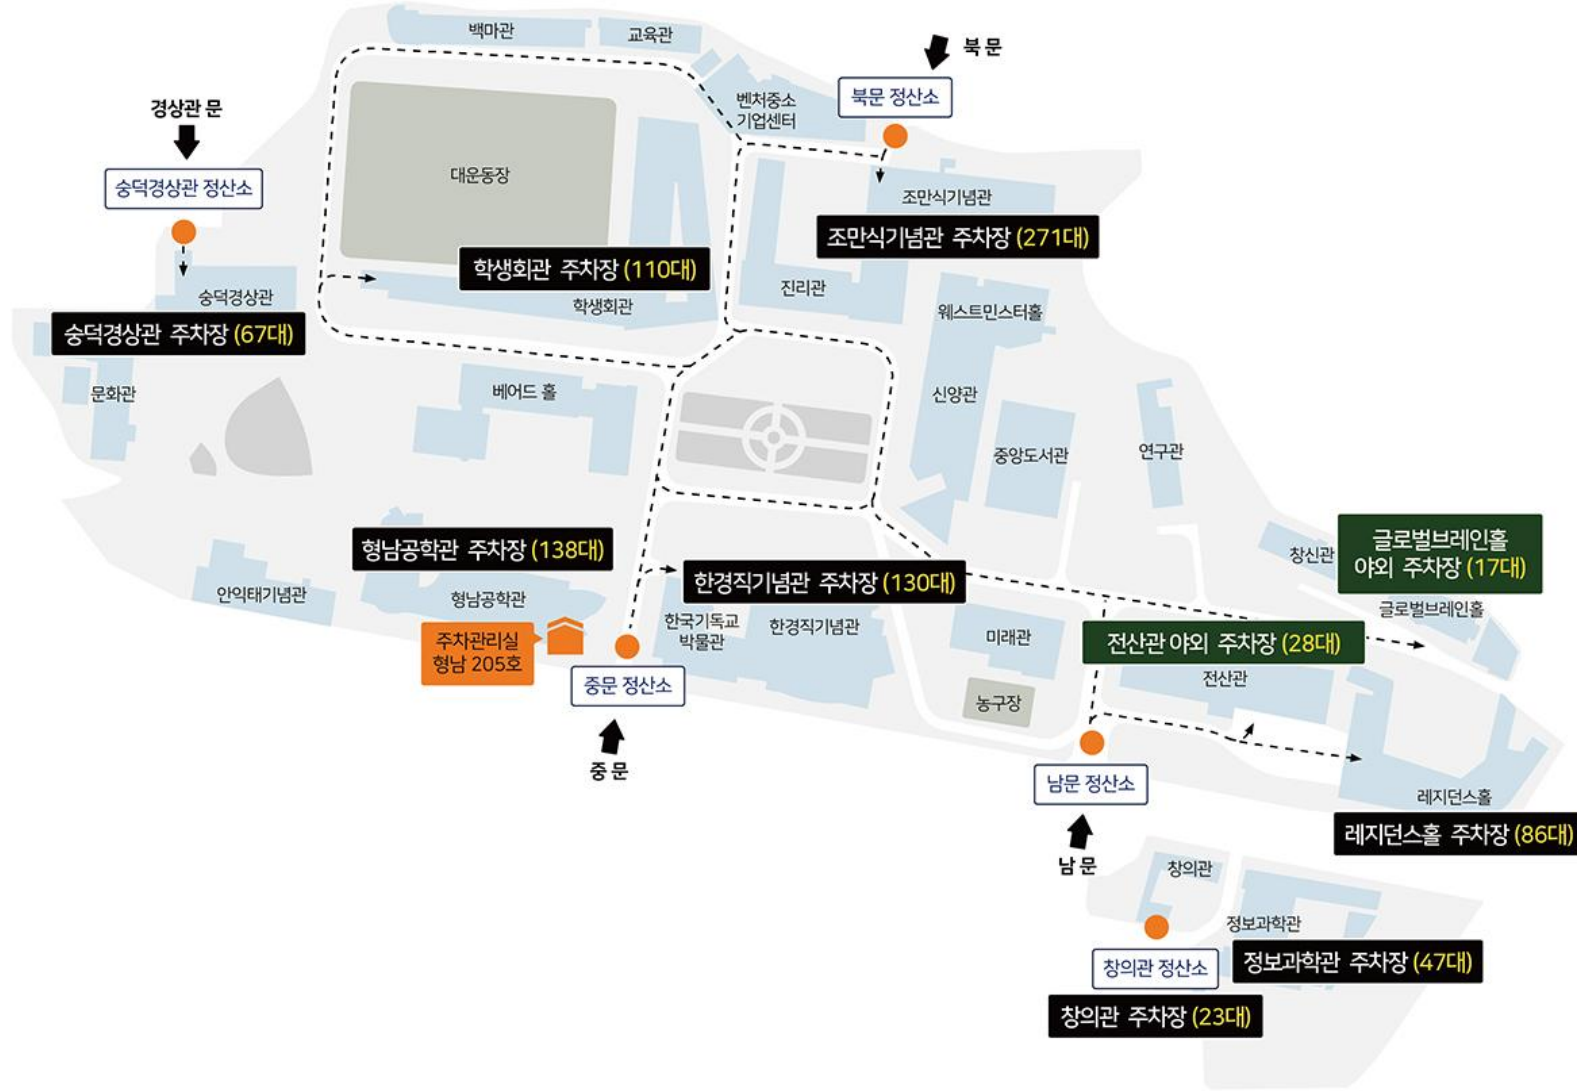 백마관
교육관
북문
경상관 문
벤처중소
기업센터
북문 정산소
숭덕경상관 정산소
대운동장
조만식기념관
조만식기념관 주차장 (271대)
학생회관 주차장 (110대)
숭덕경상관
학생회관
진리관
웨스트민스터홀
숭덕경상관 주차장 (67대)
문화관
베어드 홀
신양관
중앙도서관
연구관
형남공학관 주차장 (138대)
창신관
글로벌브레인홀
야외 주차장 (17대)
안익태기념관
형남공학관
한경직기념관 주차장 (130대)
글로벌브레인홀
한국기독교
박물관
한경직기념관
미래관
주차관리실
형남 205호
전산관 야외 주차장 (28대)
전산관
중문 정산소
농구장
중문
남문 정산소
레지던스홀
레지던스홀 주차장 (86대)
남문
창의관
정보과학관
창의관 정산소
정보과학관 주차장 (47대)
창의관 주차장 (23대)